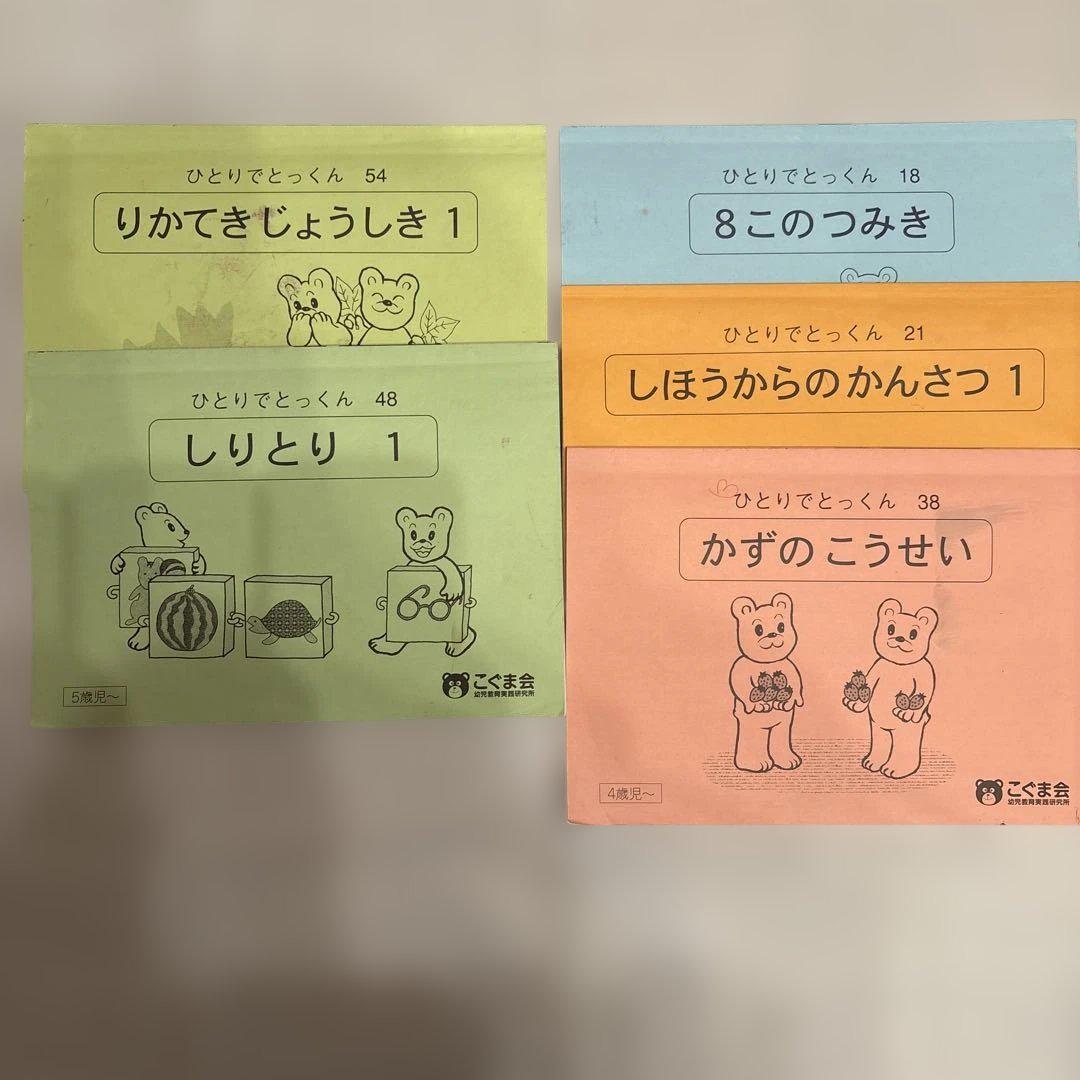 ひとりでとっくん 54
りかてきじょうしき 1
ひとりでとっくん 48
しりとり 1
5歳児～
こぐま会
幼児教育実践研究所
ひとりでとっくん 18
8このつみき
ひとりでとっくん 21
しほうからのかんさつ 1
ひとりでとっくん 38
かずのこうせい
4歳児～
こぐま会
幼児教育実践研究所